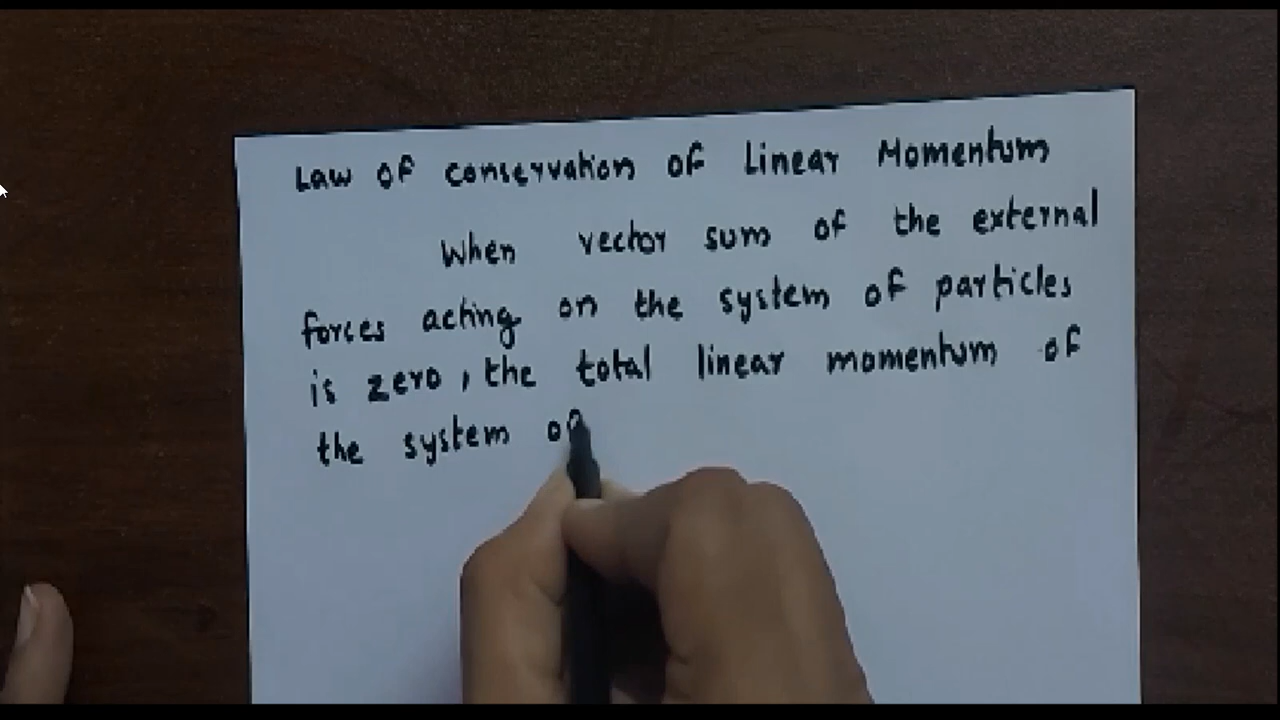 Law of conservation of Linear Momentum
When vector sum of the external
forces acting on the system of particles
is zero, the total linear momentum of
the system of